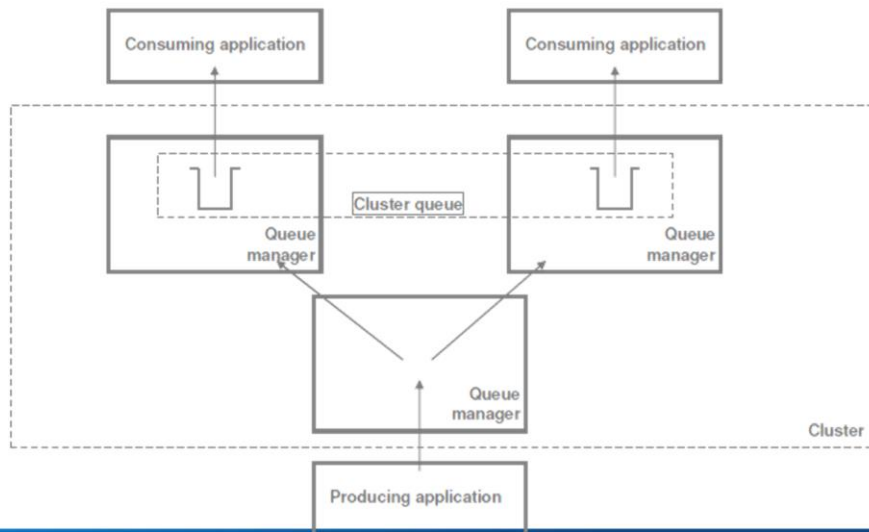 Consuming application
Consuming application
Cluster queue
Queue
manager
Queue
manager
Queue
manager
Cluster
Producing application